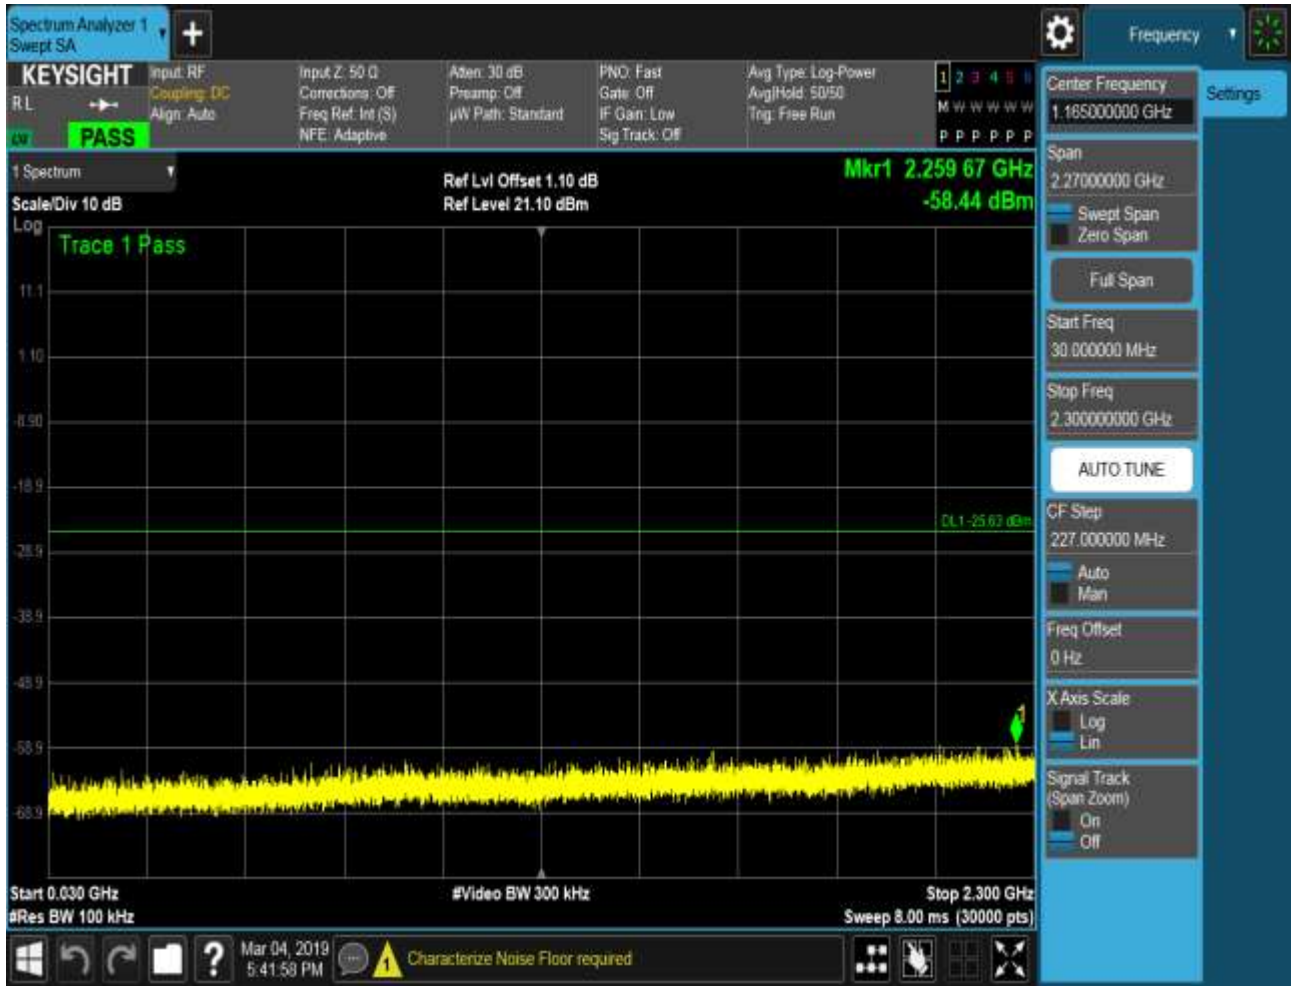 Spectrum Analyzer 1
Swept SA
+
Frequency
KEYSIGHT
R L
LW
PASS
Input: RF
Coupling: DC
Align: Auto
Input Z: 50 Ω
Corrections: Off
Freq Ref: Int (S)
NFE: Adaptive
Atten: 30 dB
Preamp: Off
µW Path: Standard
PNO: Fast
Gate: Off
IF Gain: Low
Sig Track: Off
Avg Type: Log-Power
Avg|Hold: 50/50
Trig: Free Run
1 2 3 4 5 6
M W W W W W
P P P P P P
1 Spectrum
Scale/Div 10 dB
Log
Ref Lvl Offset 1.10 dB
Ref Level 21.10 dBm
Mkr1 2.259 67 GHz
-58.44 dBm
Trace 1 Pass
11.1
1.10
-8.90
-18.9
-28.9
-38.9
-48.9
-58.9
-68.9
DL1 -25.63 dBm
1
Start 0.030 GHz
#Res BW 100 kHz
#Video BW 300 kHz
Stop 2.300 GHz
Sweep 8.00 ms (30000 pts)
Center Frequency
1.165000000 GHz
Settings
Span
2.27000000 GHz
Swept Span
Zero Span
Full Span
Start Freq
30.000000 MHz
Stop Freq
2.300000000 GHz
AUTO TUNE
CF Step
227.000000 MHz
Auto
Man
Freq Offset
0 Hz
X Axis Scale
Log
Lin
Signal Track
(Span Zoom)
On
Off
?
Mar 04, 2019
5:41:58 PM
1
Characterize Noise Floor required